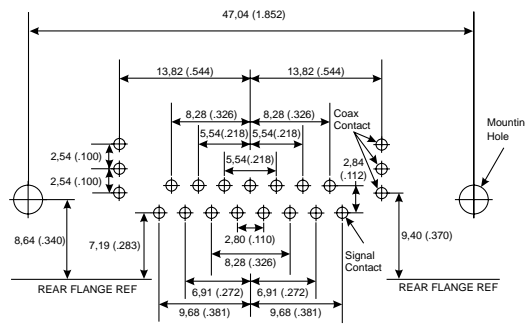 47,04 (1.852)
13,82 (.544)
13,82 (.544)
8,28 (.326)
8,28 (.326)
Coax
Contact
Mountin
Hole
5,54(.218)
5,54(.218)
2,54 (.100)
5,54(.218)
2,84
(.112)
2,54 (.100)
8,64 (.340)
7,19 (.283)
2,80 (.110)
9,40 (.370)
Signal
Contact
8,28 (.326)
REAR FLANGE REF
REAR FLANGE REF
6,91 (.272)
6,91 (.272)
9,68 (.381)
9,68 (.381)